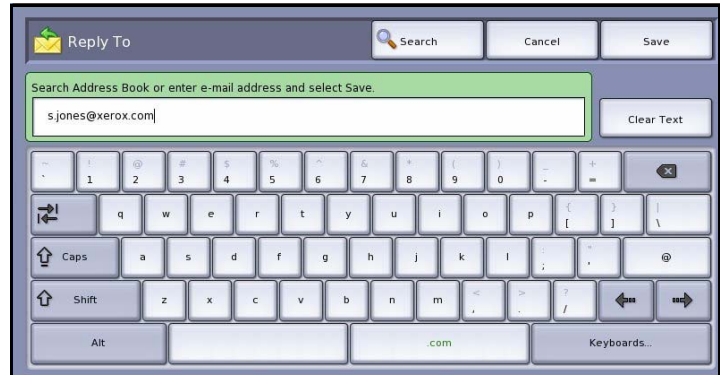 Reply To
Search
Cancel
Save
Search Address Book or enter e-mail address and select Save.
s.jones@xerox.com
Clear Text
~ ! @ # $ % ^ & * ( ) _ +
` 1 2 3 4 5 6 7 8 9 0 - =
q w e r t y u i o p { [ } ] | \
Caps a s d f g h j k l : ; " ' @
Shift z x c v b n m < , > . ? /
Alt .com Keyboards...